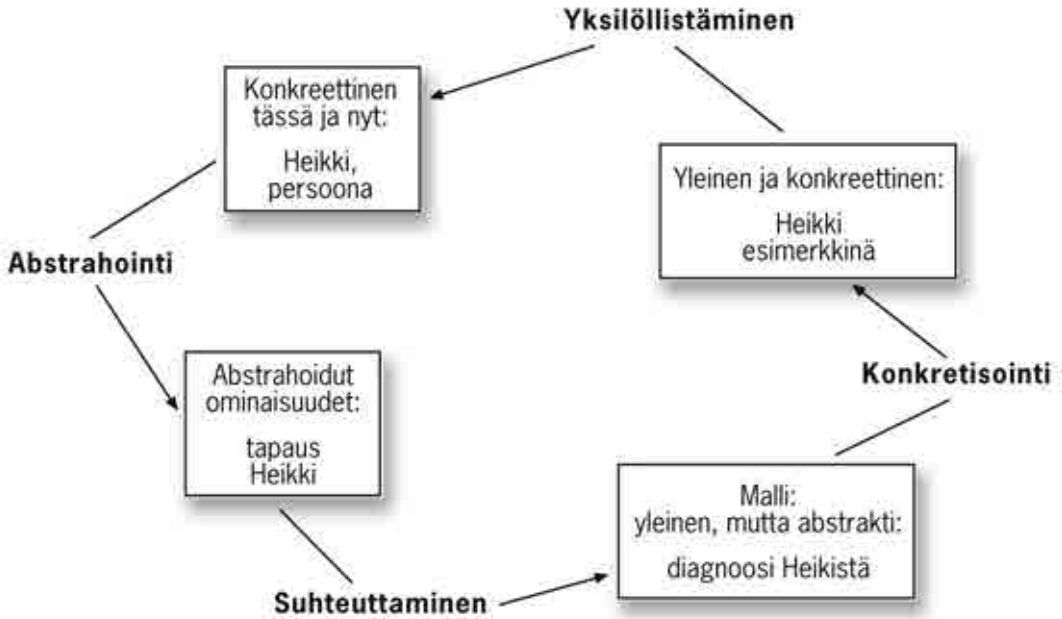 Yksilöllistäminen
Konkreettinen
tässä ja nyt:
Heikki,
persoona
Yleinen ja konkreettinen:
Heikki
esimerkkinä
Abstrahointi
Abstrahoidut
ominaisuudet:
tapaus
Heikki
Konkretisointi
Malli:
yleinen, mutta abstrakti:
diagnoosi Heikistä
Suhteuttaminen